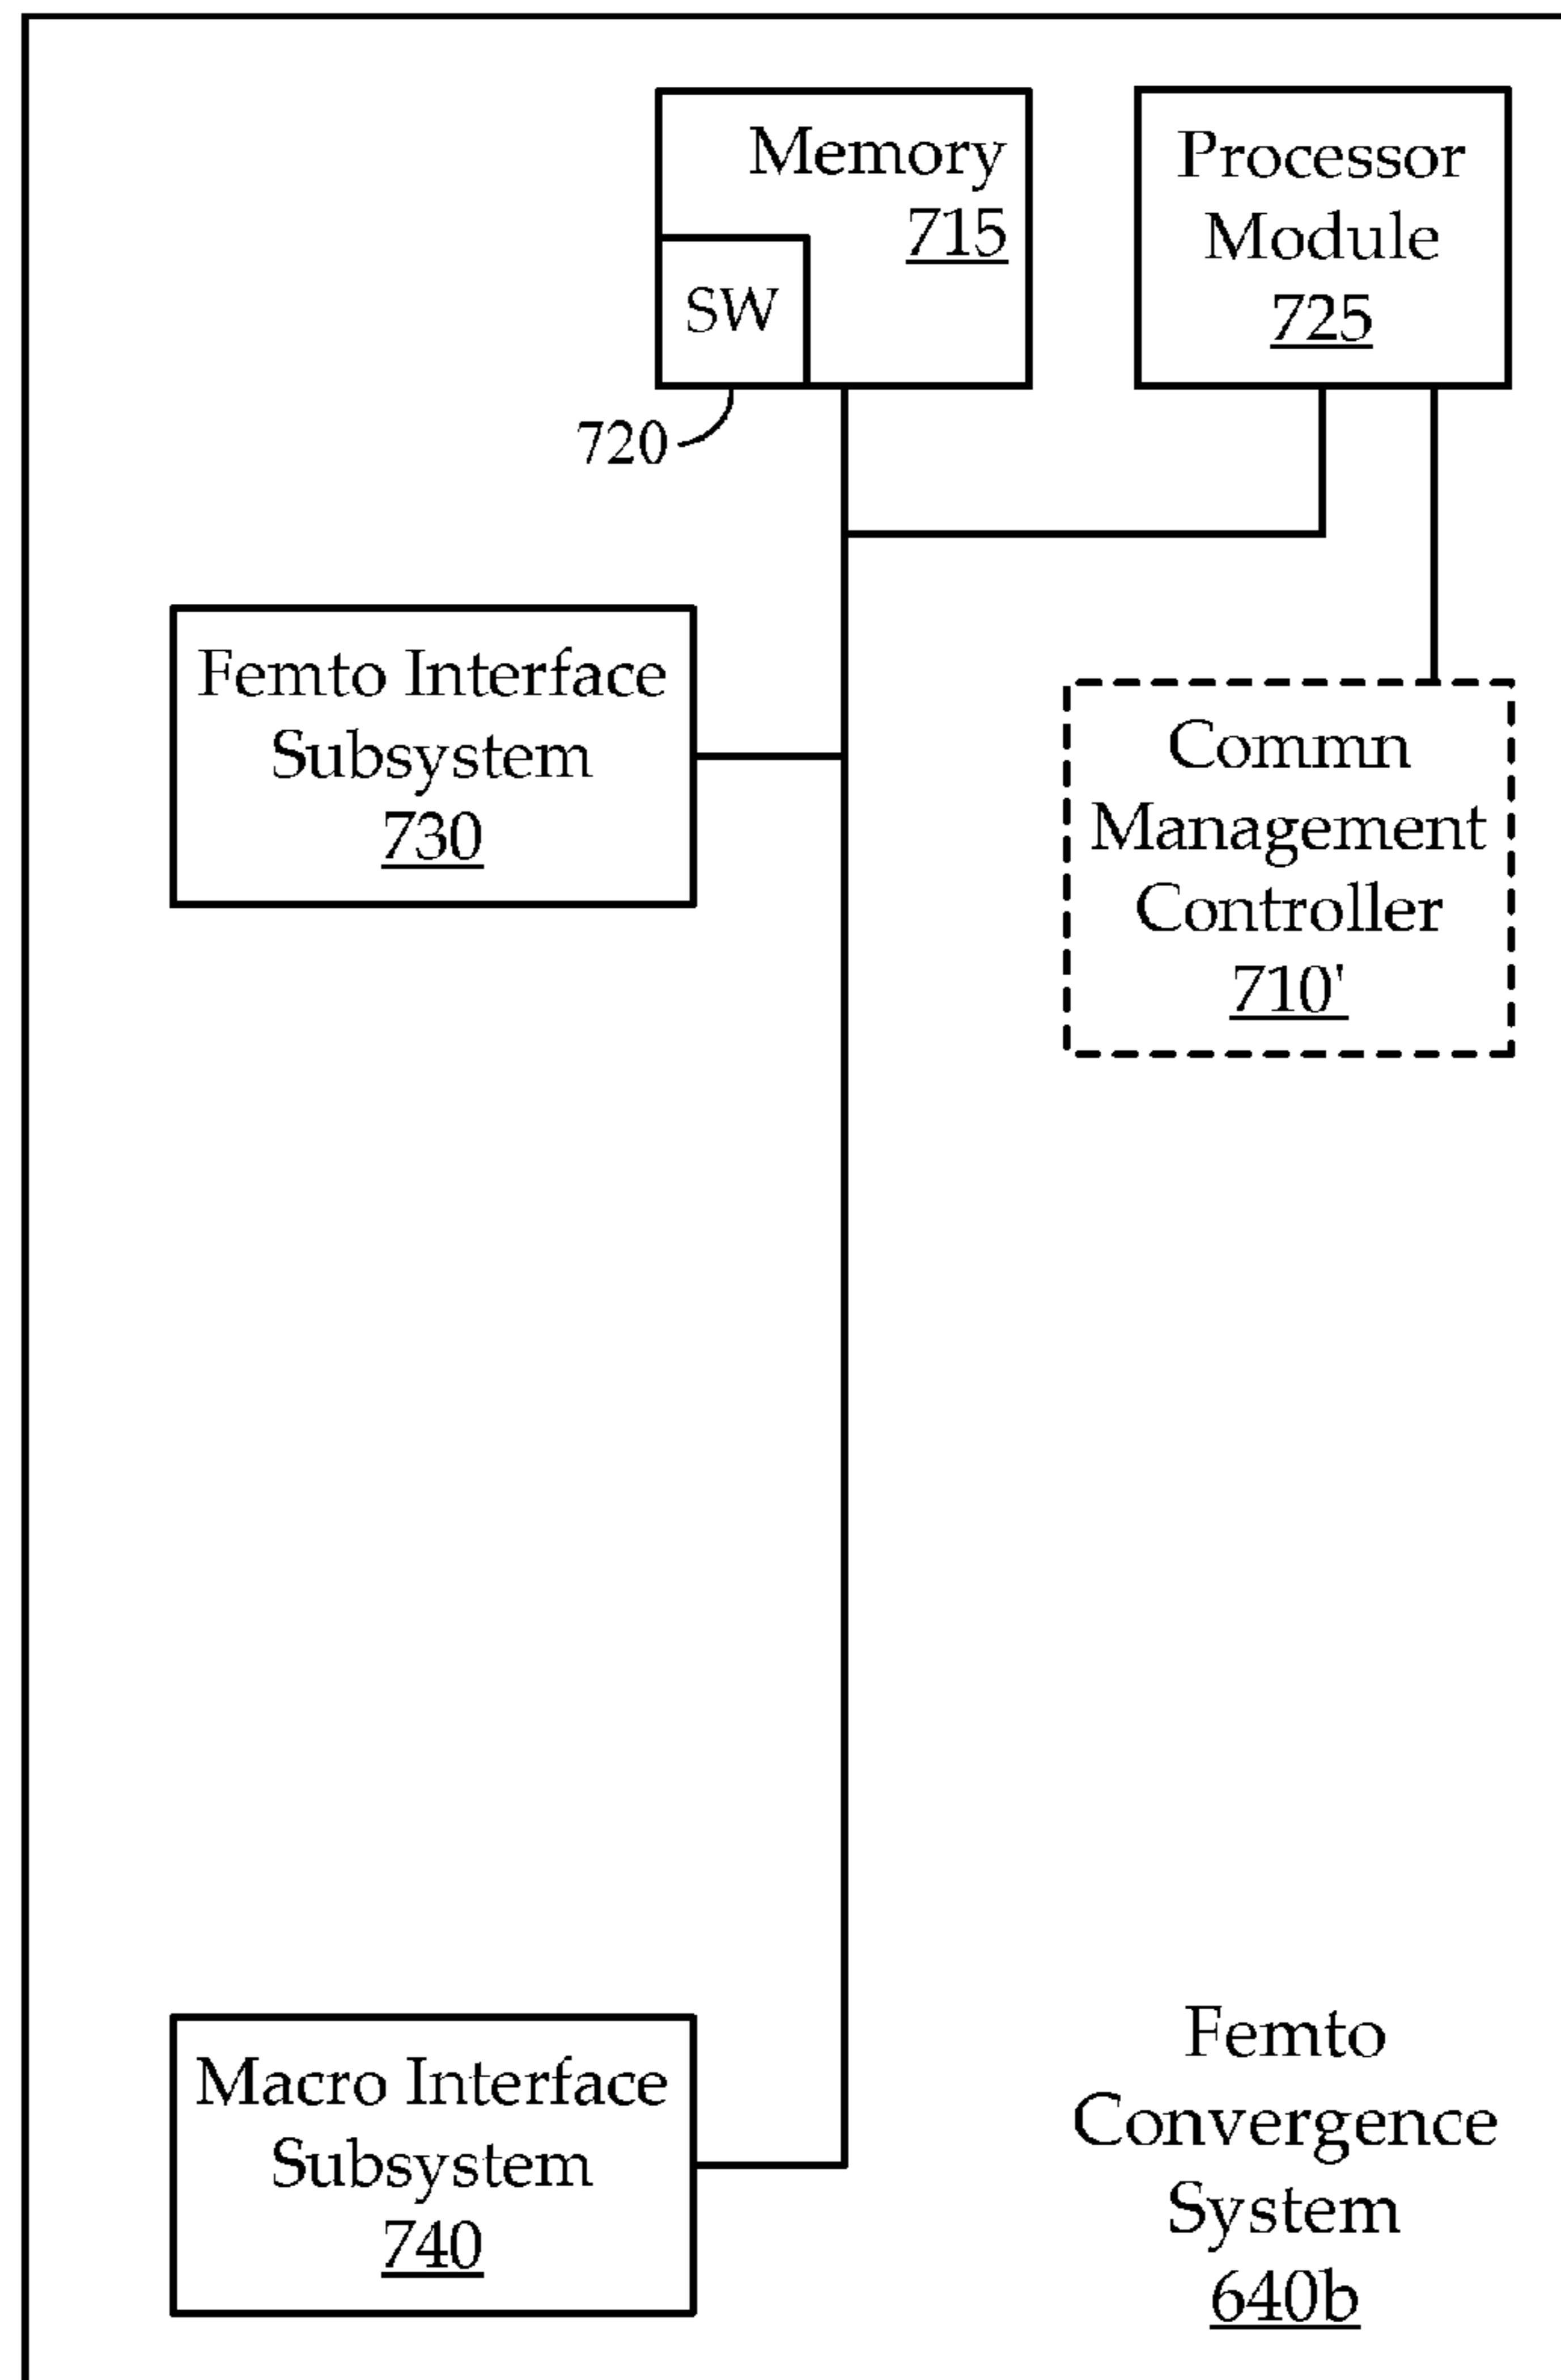 Memory
715
SW
720
Processor
Module
725
Femto Interface
Subsystem
730
Commn
Management
Controller
710'
Macro Interface
Subsystem
740
Femto
Convergence
System
640b